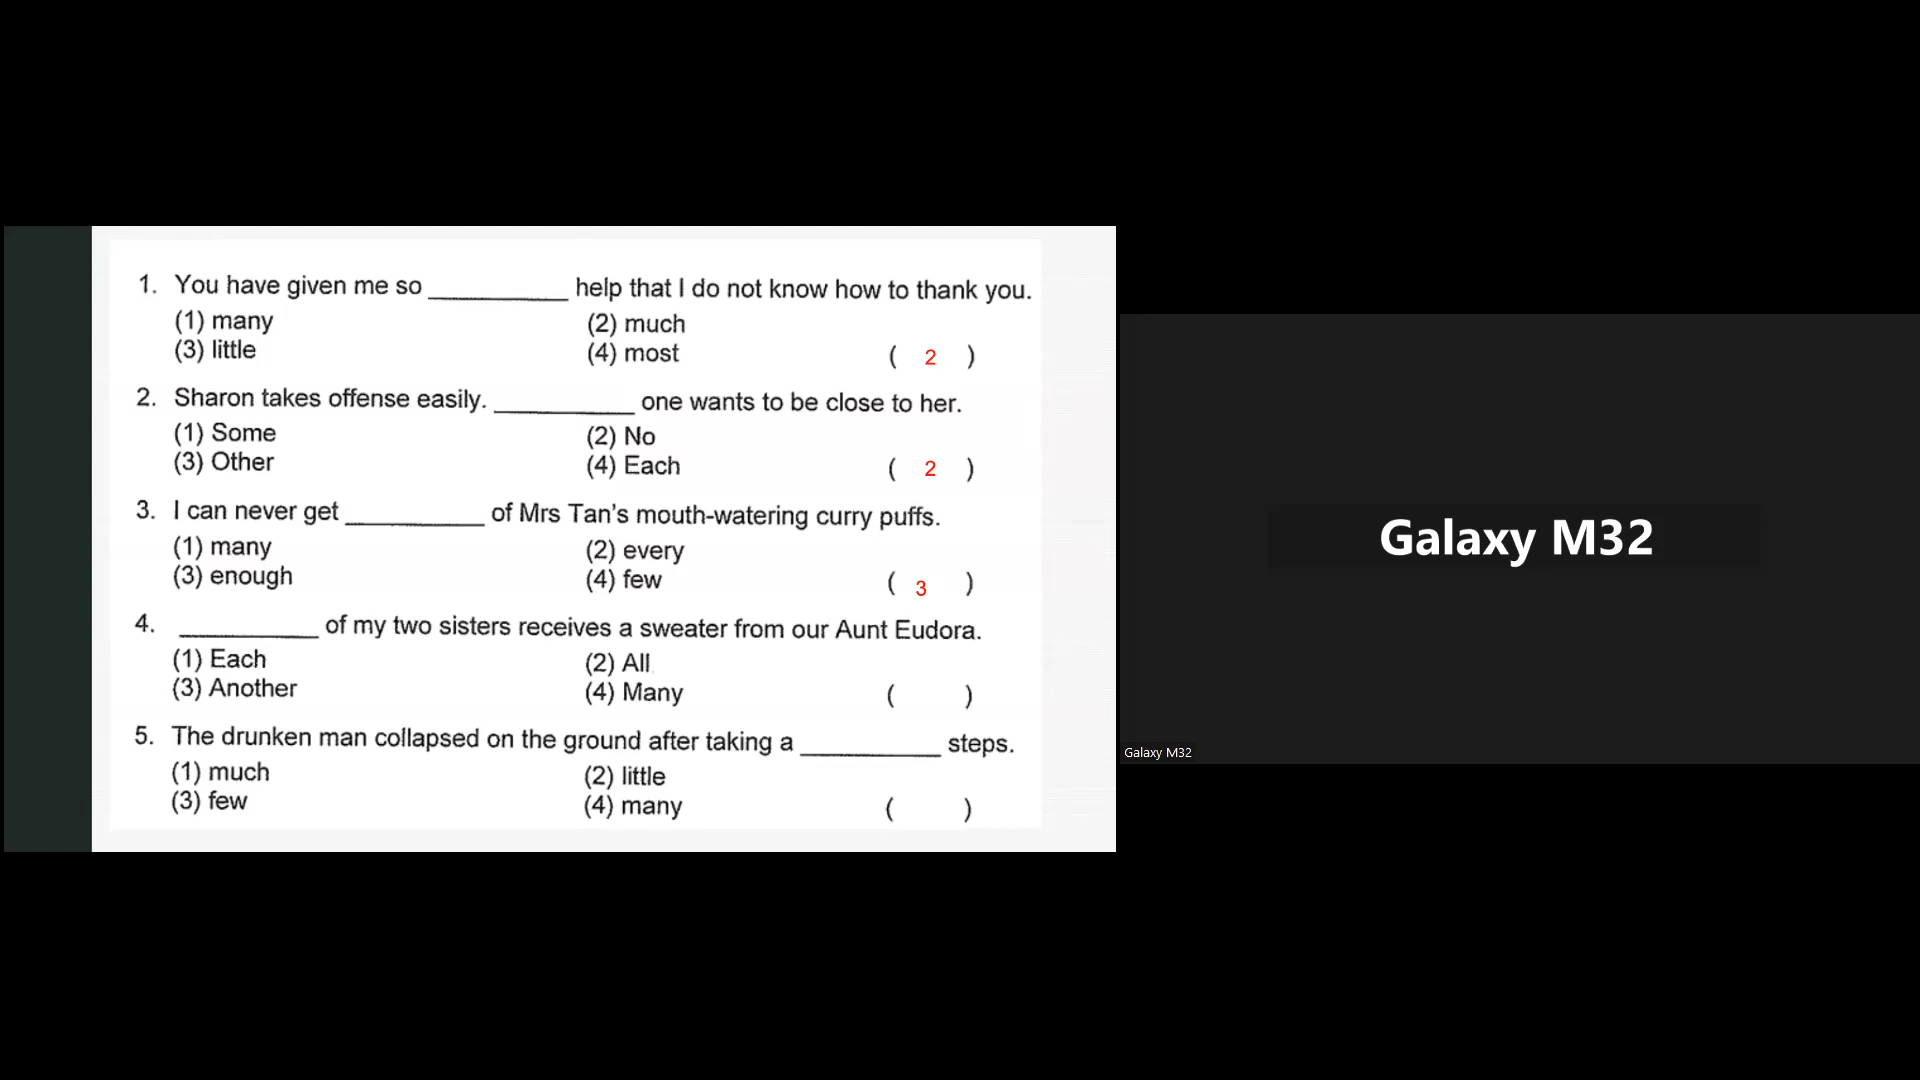 1. You have given me so __________ help that I do not know how to thank you.
(1) many (2) much
(3) little (4) most ( 2 )
2. Sharon takes offense easily. __________ one wants to be close to her.
(1) Some (2) No
(3) Other (4) Each ( 2 )
3. I can never get __________ of Mrs Tan's mouth-watering curry puffs.
(1) many (2) every
(3) enough (4) few ( 3 )
4. __________ of my two sisters receives a sweater from our Aunt Eudora.
(1) Each (2) All
(3) Another (4) Many ( )
5. The drunken man collapsed on the ground after taking a __________ steps.
(1) much (2) little
(3) few (4) many ( )
Galaxy M32
Galaxy M32